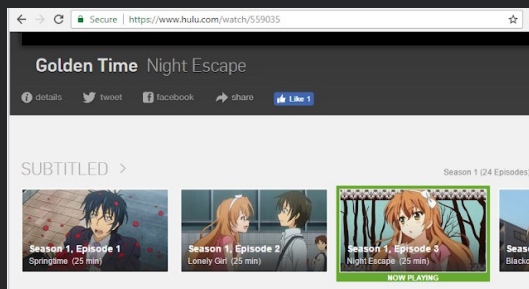 Secure https://www.hulu.com/watch/559035
Golden Time Night Escape
details tweet facebook share Like 1
SUBTITLED >
Season 1 (24 Episodes)
Season 1, Episode 1
Springtime (25 min)
Season 1, Episode 2
Lonely Girl (25 min)
Season 1, Episode 3
Night Escape (25 min)
NOW PLAYING
Seas
Blacko